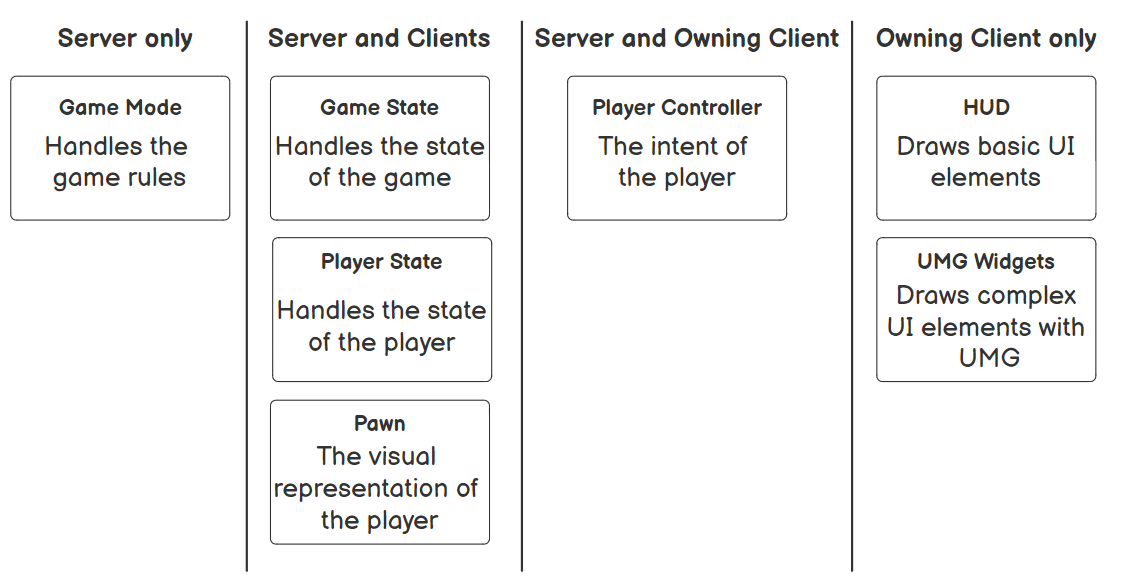 Server only
Game Mode
Handles the
game rules
Server and Clients
Game State
Handles the state
of the game
Player State
Handles the state
of the player
Pawn
The visual
representation of
the player
Server and Owning Client
Player Controller
The intent of
the player
Owning Client only
HUD
Draws basic UI
elements
UMG Widgets
Draws complex
UI elements with
UMG